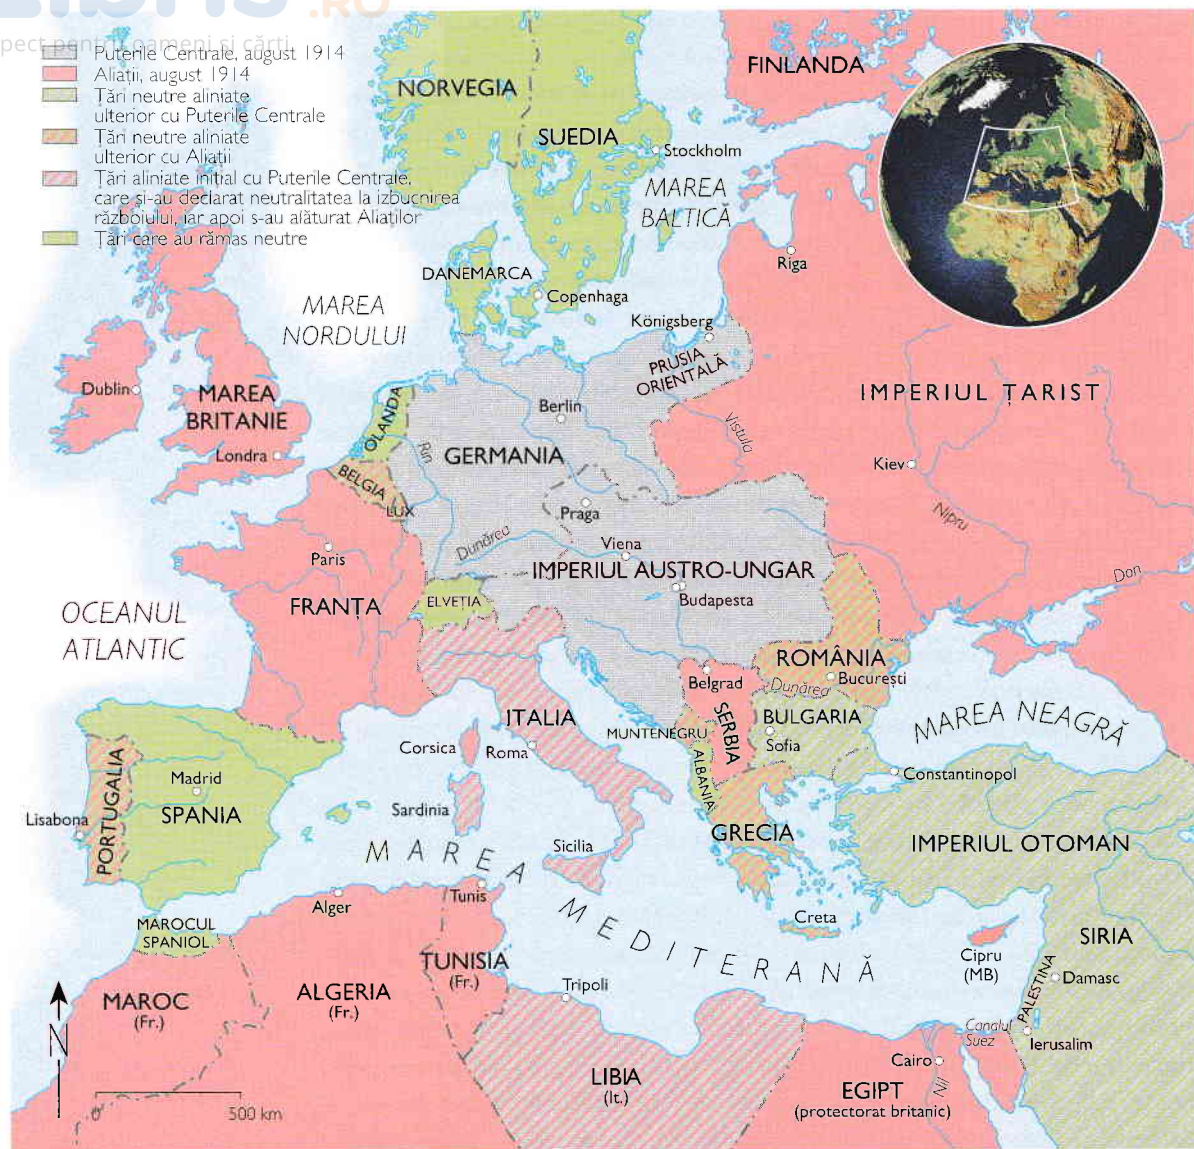 .RO
pect pentru oameni și cărți
Puterile Centrale, august 1914
Aliații, august 1914
Țări neutre aliniate
ulterior cu Puterile Centrale
Țări neutre aliniate
ulterior cu Aliații
Țări aliniate inițial cu Puterile Centrale,
care și-au declarat neutralitatea la izbucnirea
războiului, iar apoi s-au alăturat Aliaților
Țări care au rămas neutre
NORVEGIA
SUEDIA
FINLANDA
Stockholm
MAREA
BALTICĂ
Riga
DANEMARCA
Copenhaga
MAREA
NORDULUI
Königsberg
PRUSIA
ORIENTALĂ
Dublin
MAREA
BRITANIE
Londra
OLANDA
Berlin
IMPERIUL ȚARIST
Vistula
Rin
GERMANIA
Kiev
BELGIA
LUX
Praga
Nipru
Paris
Dunărea
Viena
IMPERIUL AUSTRO-UNGAR
Budapesta
Don
OCEANUL
ATLANTIC
FRANȚA
ELVEȚIA
ROMÂNIA
București
Belgrad
Dunărea
SERBIA
BULGARIA
Sofia
MAREA NEAGRĂ
ITALIA
Roma
Corsica
MUNTENEGRU
ALBANIA
Constantinopol
Madrid
SPANIA
PORTUGALIA
Lisabona
Sardinia
GRECIA
IMPERIUL OTOMAN
Sicilia
MAREA MEDITERANĂ
Alger
Tunis
MAROCUL
SPANIOL
Creta
Cipru
(MB)
SIRIA
PALESTINA
Damasc
TUNISIA
(Fr.)
ALGERIA
(Fr.)
MAROC
(Fr.)
Tripoli
Canalul
Suez
Ierusalim
Cairo
Nil
LIBIA
(It.)
EGIPT
(protectorat britanic)
N
0
500 km